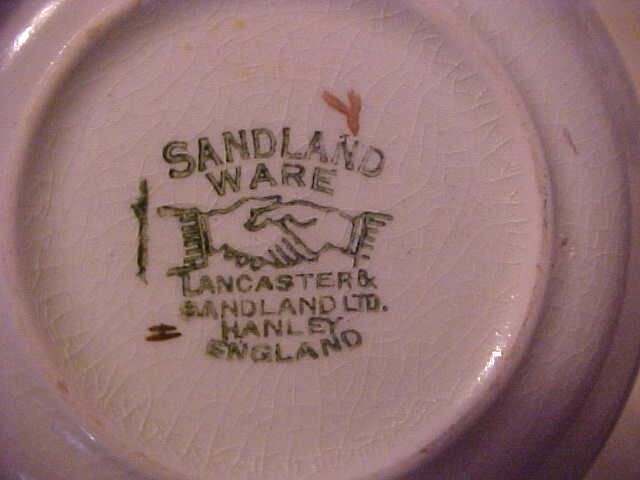 SANDLAND
WARE
LANCASTER &
SANDLAND LTD.
HANLEY
ENGLAND